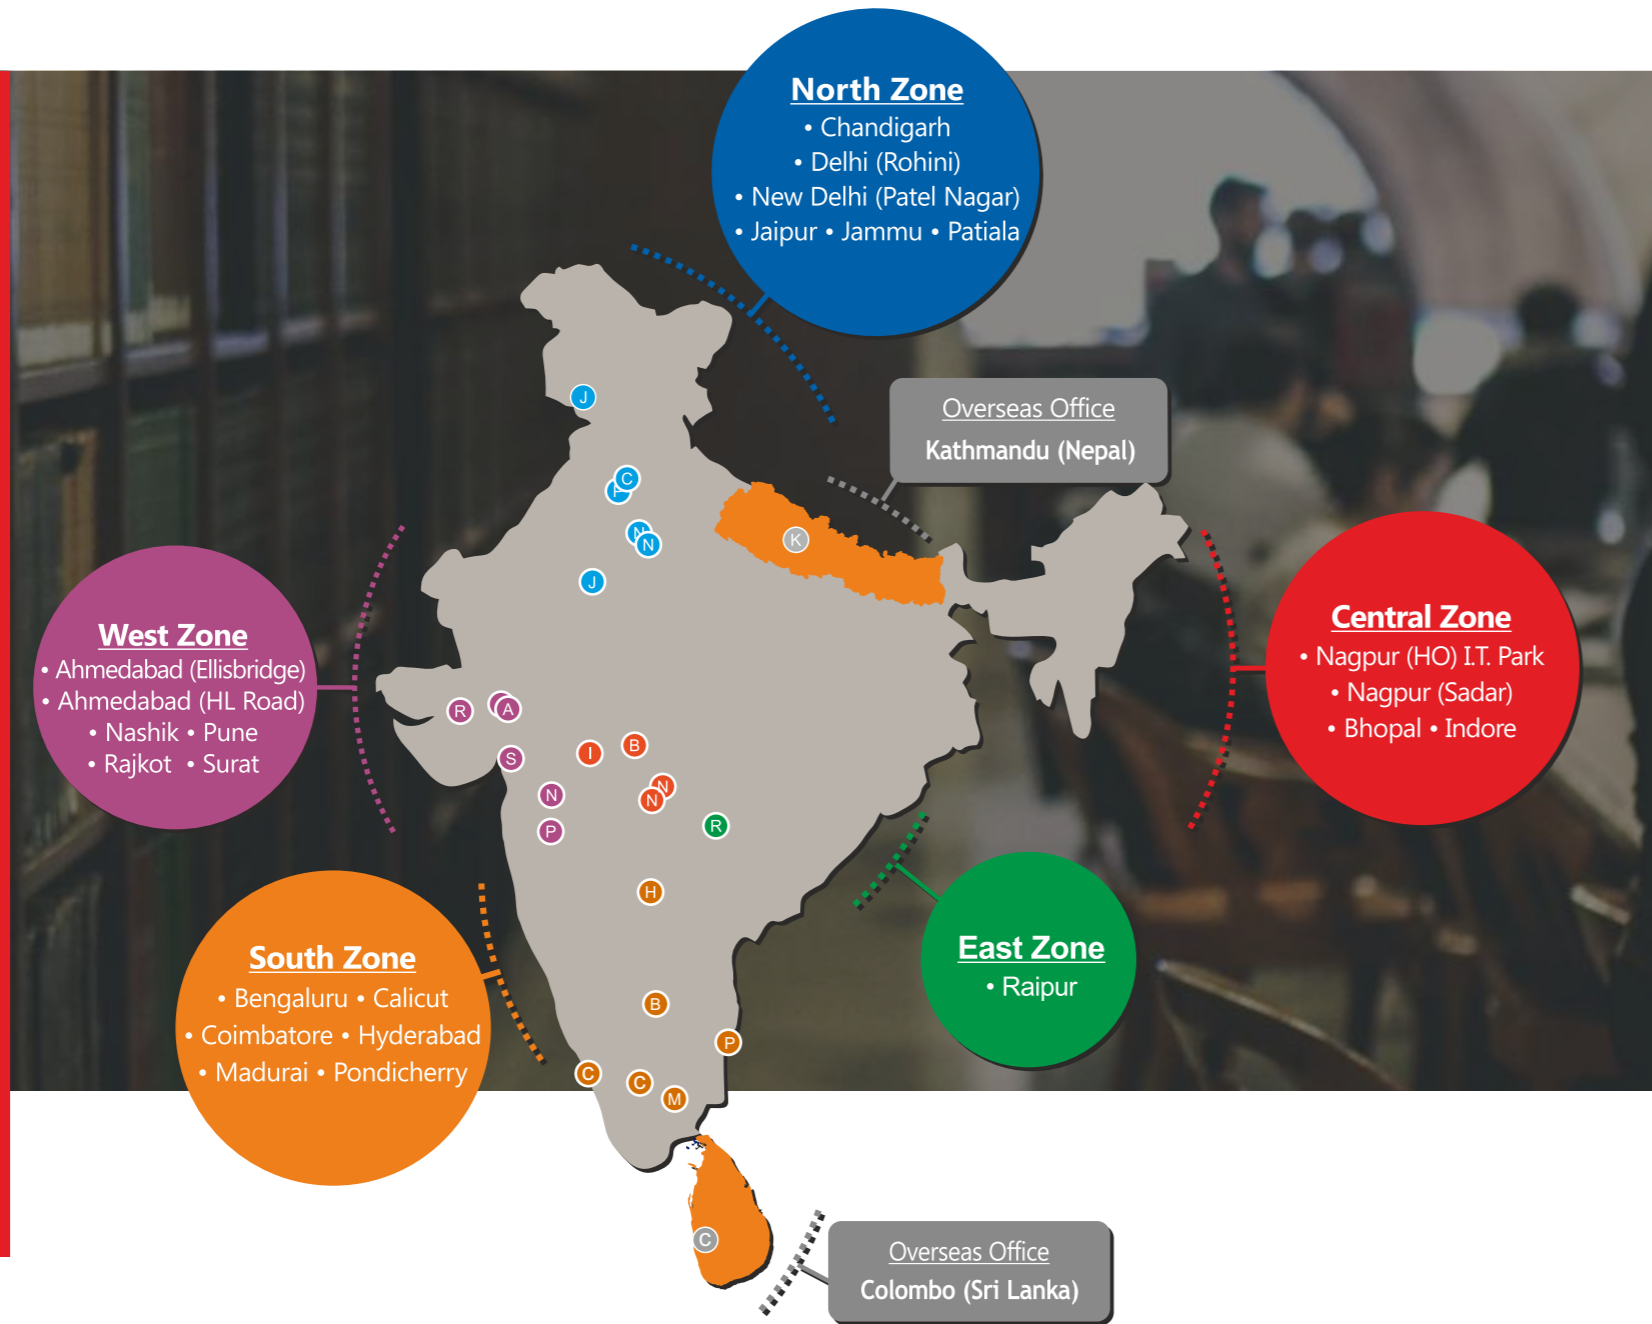 North Zone
• Chandigarh
• Delhi (Rohini)
• New Delhi (Patel Nagar)
• Jaipur • Jammu • Patiala
Overseas Office
Kathmandu (Nepal)
West Zone
• Ahmedabad (Ellisbridge)
• Ahmedabad (HL Road)
• Nashik • Pune
• Rajkot • Surat
Central Zone
• Nagpur (HO) I.T. Park
• Nagpur (Sadar)
• Bhopal • Indore
South Zone
• Bengaluru • Calicut
• Coimbatore • Hyderabad
• Madurai • Pondicherry
East Zone
• Raipur
Overseas Office
Colombo (Sri Lanka)
J
C
P
N
N
J
K
R
A
S
I
B
N
N
N
P
R
H
B
P
C
C
M
C